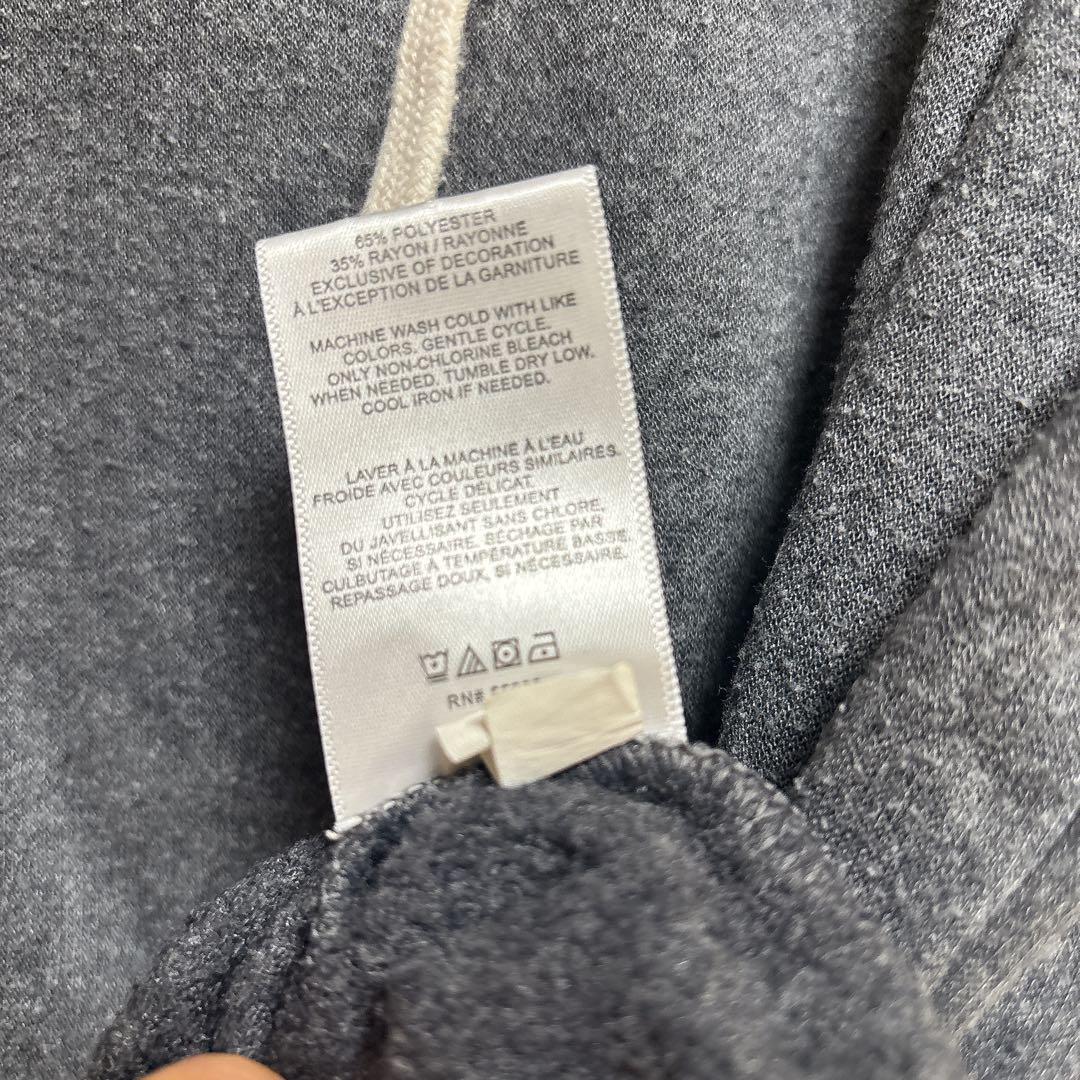 65% POLYESTER
35% RAYON / RAYONNE
EXCLUSIVE OF DECORATION
À L'EXCEPTION DE LA GARNITURE
MACHINE WASH COLD WITH LIKE
COLORS. GENTLE CYCLE.
ONLY NON-CHLORINE BLEACH
WHEN NEEDED. TUMBLE DRY LOW.
COOL IRON IF NEEDED.
LAVER À LA MACHINE À L'EAU
FROIDE AVEC COULEURS SIMILAIRES.
CYCLE DÉLICAT.
UTILISEZ SEULEMENT
DU JAVELLISANT SANS CHLORE,
SI NÉCESSAIRE. SÉCHAGE PAR
CULBUTAGE À TEMPÉRATURE BASSE.
REPASSAGE DOUX, SI NÉCESSAIRE.
RN#